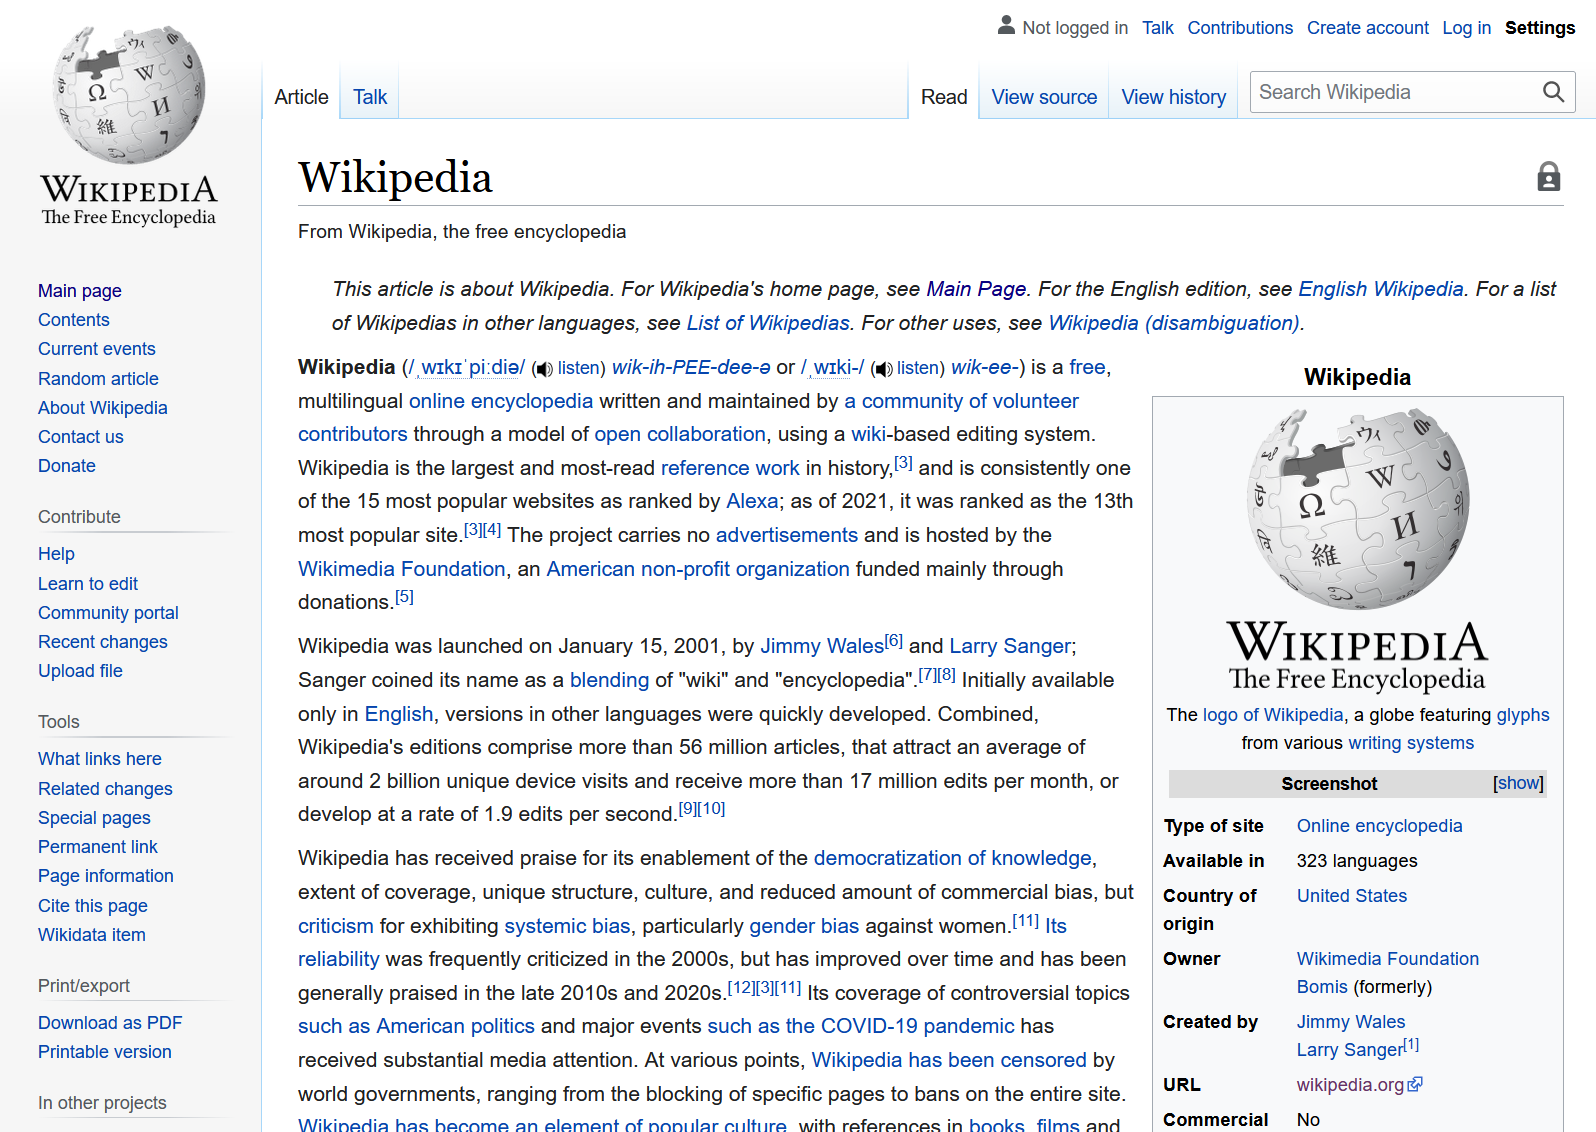 Not logged in Talk Contributions Create account Log in Settings
Article Talk Read View source View history Search Wikipedia
WIKIPEDIA
The Free Encyclopedia
Main page
Contents
Current events
Random article
About Wikipedia
Contact us
Donate
Contribute
Help
Learn to edit
Community portal
Recent changes
Upload file
Tools
What links here
Related changes
Special pages
Permanent link
Page information
Cite this page
Wikidata item
Print/export
Download as PDF
Printable version
In other projects
Wikipedia
From Wikipedia, the free encyclopedia
This article is about Wikipedia. For Wikipedia's home page, see Main Page. For the English edition, see English Wikipedia. For a list
of Wikipedias in other languages, see List of Wikipedias. For other uses, see Wikipedia (disambiguation).
Wikipedia (/ˌwɪkɪˈpiːdiə/ (listen) wik-ih-PEE-dee-ə or /ˌwɪki-/ (listen) wik-ee-) is a free,
multilingual online encyclopedia written and maintained by a community of volunteer
contributors through a model of open collaboration, using a wiki-based editing system.
Wikipedia is the largest and most-read reference work in history,[3] and is consistently one
of the 15 most popular websites as ranked by Alexa; as of 2021, it was ranked as the 13th
most popular site.[3][4] The project carries no advertisements and is hosted by the
Wikimedia Foundation, an American non-profit organization funded mainly through
donations.[5]
Wikipedia was launched on January 15, 2001, by Jimmy Wales[6] and Larry Sanger;
Sanger coined its name as a blending of "wiki" and "encyclopedia".[7][8] Initially available
only in English, versions in other languages were quickly developed. Combined,
Wikipedia's editions comprise more than 56 million articles, that attract an average of
around 2 billion unique device visits and receive more than 17 million edits per month, or
develop at a rate of 1.9 edits per second.[9][10]
Wikipedia has received praise for its enablement of the democratization of knowledge,
extent of coverage, unique structure, culture, and reduced amount of commercial bias, but
criticism for exhibiting systemic bias, particularly gender bias against women.[11] Its
reliability was frequently criticized in the 2000s, but has improved over time and has been
generally praised in the late 2010s and 2020s.[12][3][11] Its coverage of controversial topics
such as American politics and major events such as the COVID-19 pandemic has
received substantial media attention. At various points, Wikipedia has been censored by
world governments, ranging from the blocking of specific pages to bans on the entire site.
Wikipedia has become an element of popular culture, with references in books, films and
Wikipedia
Ω W И 維 ウィ
WIKIPEDIA
The Free Encyclopedia
The logo of Wikipedia, a globe featuring glyphs
from various writing systems
Screenshot [show]
Type of site Online encyclopedia
Available in 323 languages
Country of United States
origin
Owner Wikimedia Foundation
Bomis (formerly)
Created by Jimmy Wales
Larry Sanger[1]
URL wikipedia.org
Commercial No